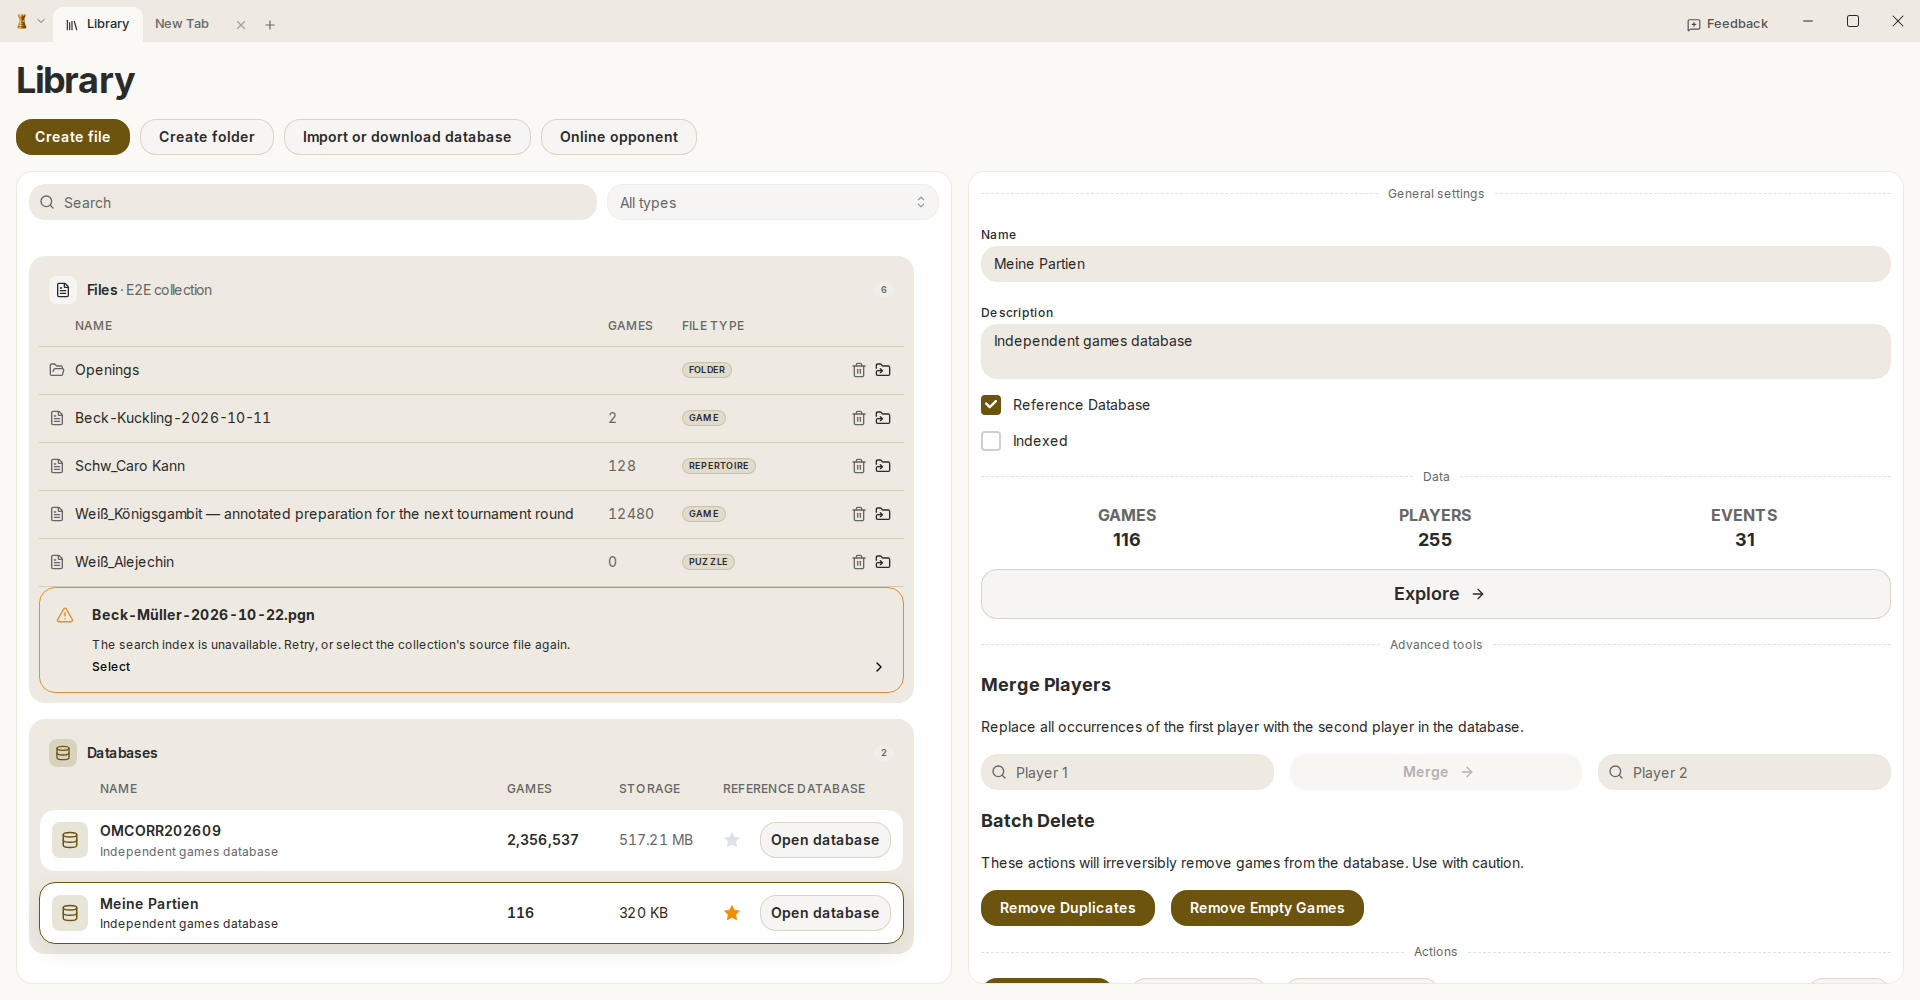 Library
New Tab
Feedback
Library
Create file
Create folder
Import or download database
Online opponent
Search
All types
Files · E2E collection
6
NAME
GAMES
FILE TYPE
Openings
FOLDER
Beck-Kuckling-2026-10-11
2
GAME
Schw_Caro Kann
128
REPERTOIRE
Weiß_Königsgambit — annotated preparation for the next tournament round
12480
GAME
Weiß_Alejechin
0
PUZZLE
Beck-Müller-2026-10-22.pgn
The search index is unavailable. Retry, or select the collection's source file again.
Select
Databases
2
NAME
GAMES
STORAGE
REFERENCE DATABASE
OMCORR202609
Independent games database
2,356,537
517.21 MB
Open database
Meine Partien
Independent games database
116
320 KB
Open database
General settings
Name
Meine Partien
Description
Independent games database
Reference Database
Indexed
Data
GAMES
116
PLAYERS
255
EVENTS
31
Explore
Advanced tools
Merge Players
Replace all occurrences of the first player with the second player in the database.
Player 1
Merge
Player 2
Batch Delete
These actions will irreversibly remove games from the database. Use with caution.
Remove Duplicates
Remove Empty Games
Actions